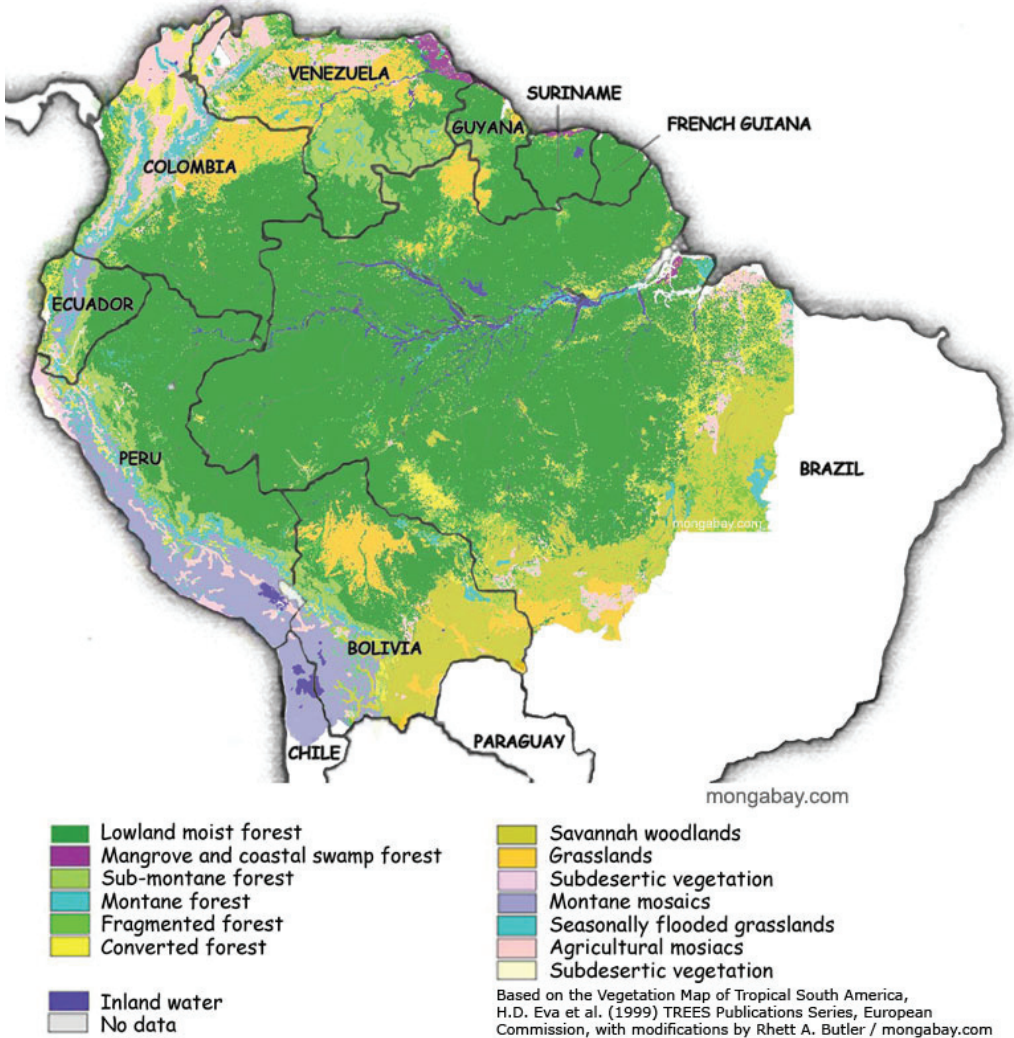 VENEZUELA
SURINAME
GUYANA
FRENCH GUIANA
COLOMBIA
ECUADOR
PERU
BRAZIL
mongabay.com
BOLIVIA
CHILE
PARAGUAY
mongabay.com
Lowland moist forest
Mangrove and coastal swamp forest
Sub-montane forest
Montane forest
Fragmented forest
Converted forest
Inland water
No data
Savannah woodlands
Grasslands
Subdesertic vegetation
Montane mosaics
Seasonally flooded grasslands
Agricultural mosiacs
Subdesertic vegetation
Based on the Vegetation Map of Tropical South America,
H.D. Eva et al. (1999) TREES Publications Series, European
Commission, with modifications by Rhett A. Butler / mongabay.com